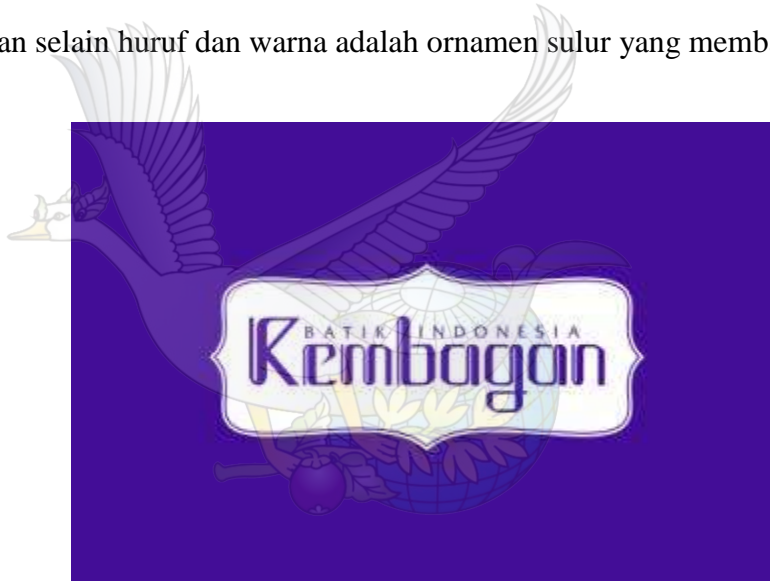 an selain huruf dan warna adalah ornamen sulur yang memb
BATIK INDONESIA
Kembagan